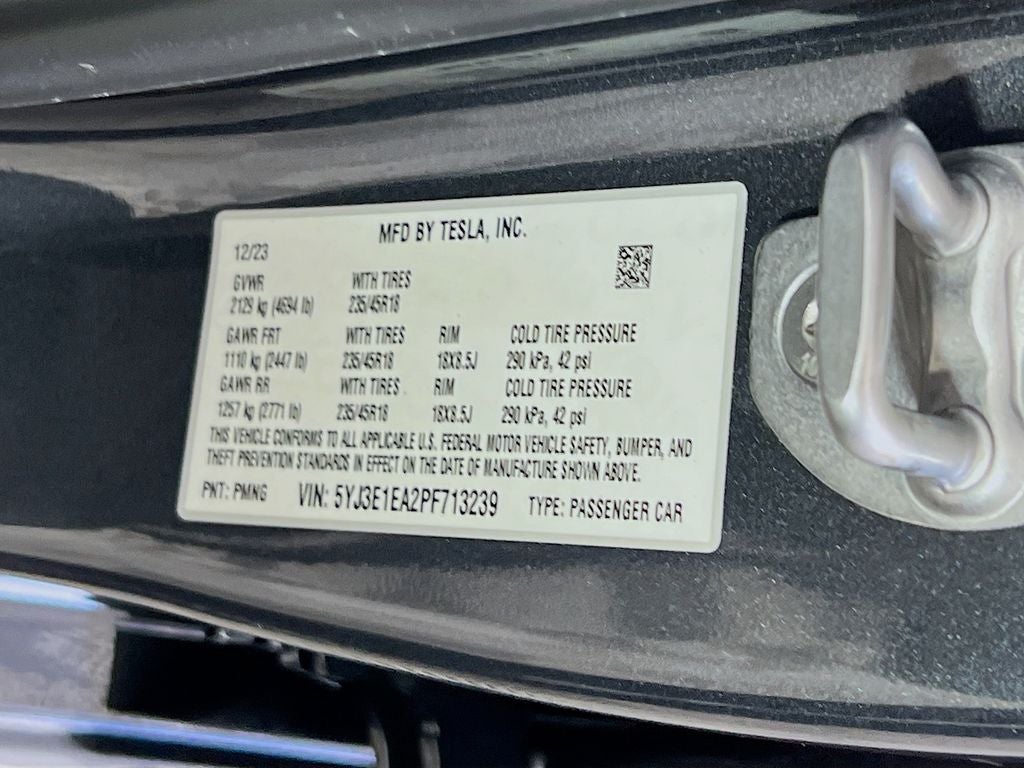 MFD BY TESLA, INC.
12/23
GVWR WITH TIRES
2129 kg (4694 lb) 235/45R18
GAWR FRT WITH TIRES RIM COLD TIRE PRESSURE
1110 kg (2447 lb) 235/45R18 18X8.5J 290 kPa, 42 psi
GAWR RR WITH TIRES RIM COLD TIRE PRESSURE
1257 kg (2771 lb) 235/45R18 18X8.5J 290 kPa, 42 psi
THIS VEHICLE CONFORMS TO ALL APPLICABLE U.S. FEDERAL MOTOR VEHICLE SAFETY, BUMPER, AND
THEFT PREVENTION STANDARDS IN EFFECT ON THE DATE OF MANUFACTURE SHOWN ABOVE.
PNT: PMNG VIN: 5YJ3E1EA2PF713239 TYPE: PASSENGER CAR